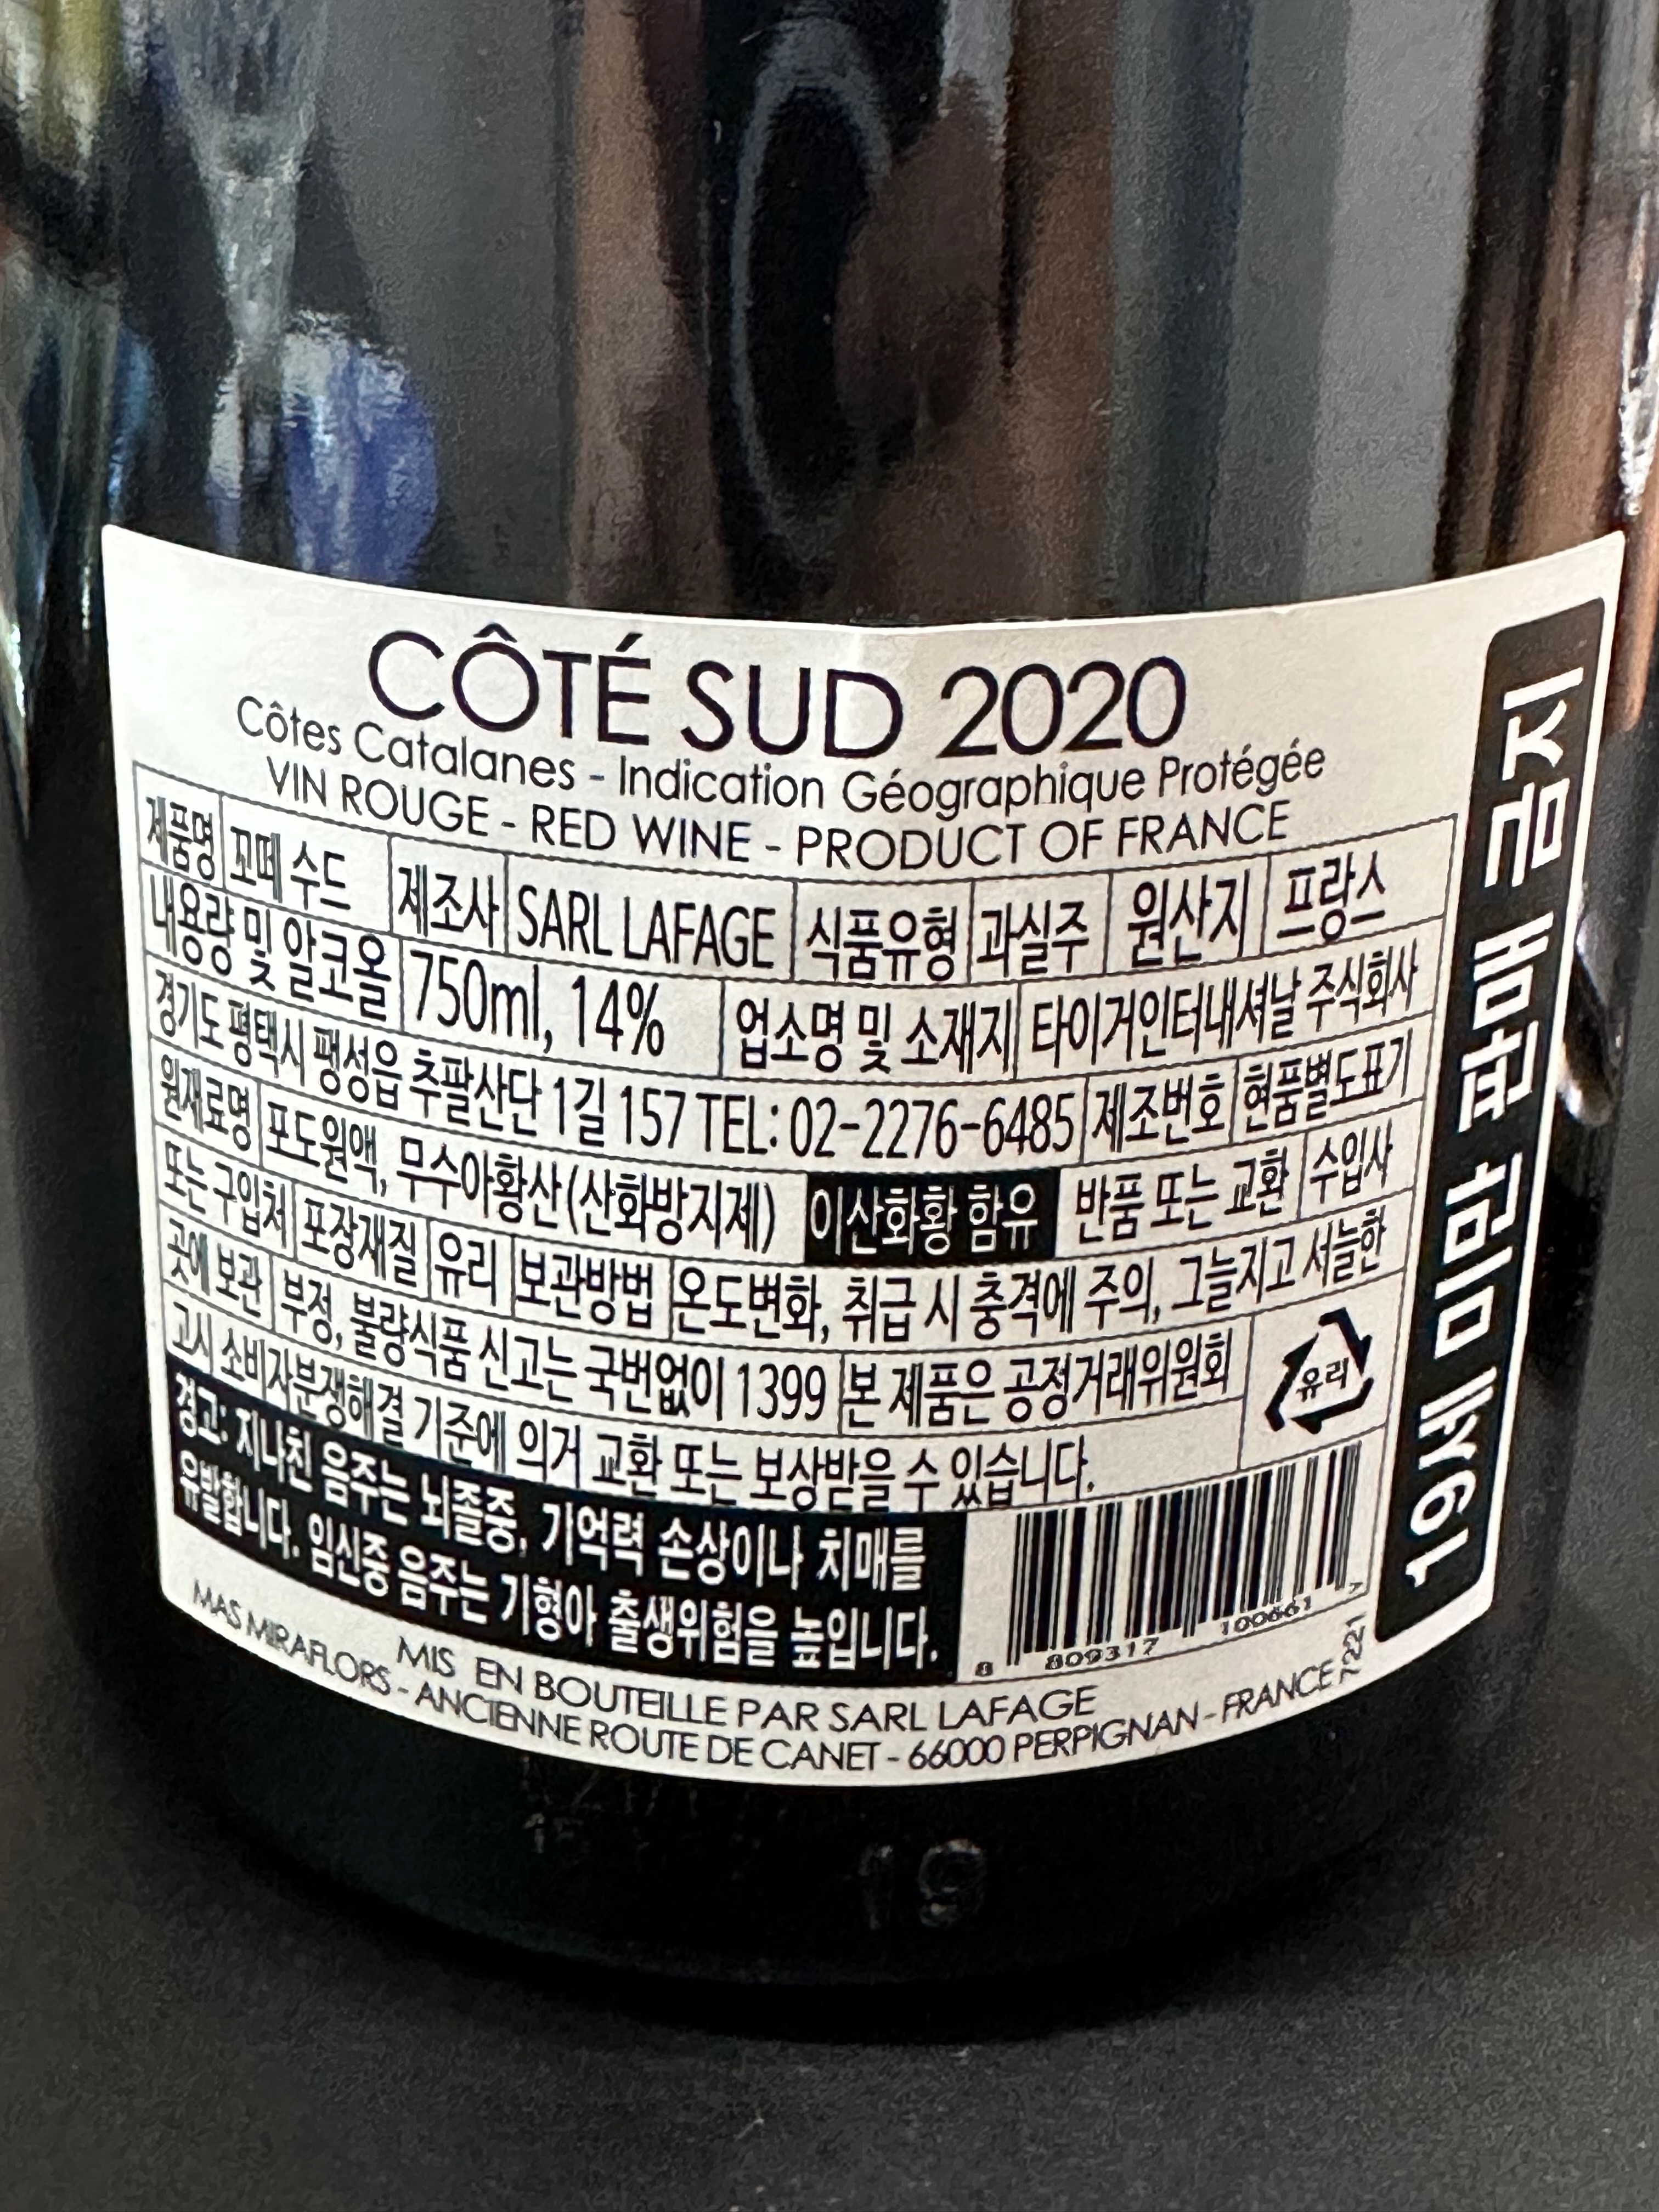 CÔTÉ SUD 2020
Côtes Catalanes - Indication Géographique Protégée
VIN ROUGE - RED WINE - PRODUCT OF FRANCE
제품명 꼬떼 수드 제조사 SARL LAFAGE 식품유형 과실주 원산지 프랑스
내용량 및 알코올 750ml, 14% 업소명 및 소재지 타이거인터내셔날 주식회사
경기도 평택시 팽성읍 추팔산단 1길 157 TEL: 02-2276-6485 제조번호 현품별도표기
원재료명 포도원액, 무수아황산(산화방지제) 이산화황 함유 반품 또는 교환 수입사
또는 구입처 포장재질 유리 보관방법 온도변화, 취급 시 충격에 주의, 그늘지고 서늘한
곳에 보관 부정, 불량식품 신고는 국번없이 1399 본 제품은 공정거래위원회
고시 소비자분쟁해결 기준에 의거 교환 또는 보상받을 수 있습니다.
유리
경고: 지나친 음주는 뇌졸중, 기억력 손상이나 치매를
유발합니다. 임신중 음주는 기형아 출생위험을 높입니다.
8 809317 100661 7
7221
MIS EN BOUTEILLE PAR SARL LAFAGE
MAS MIRAFLORS - ANCIENNE ROUTE DE CANET - 66000 PERPIGNAN - FRANCE
19세 미만 판매 금지
19